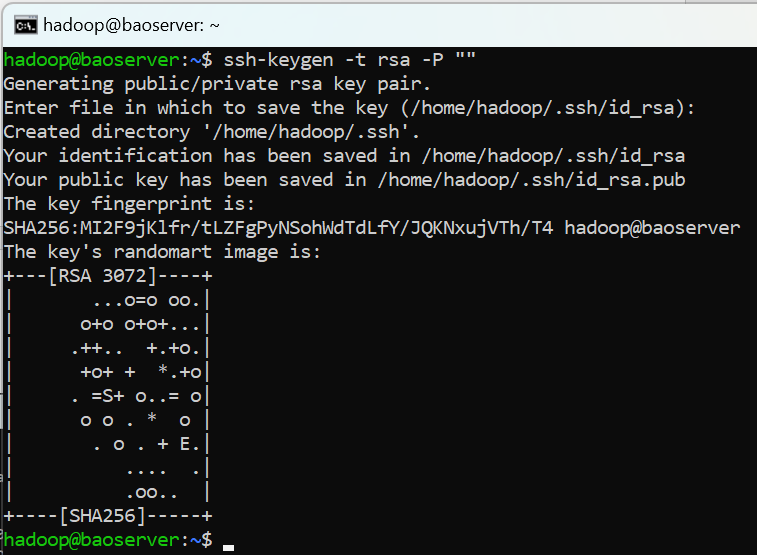 hadoop@baoserver: ~
hadoop@baoserver:~$ ssh-keygen -t rsa -P ""
Generating public/private rsa key pair.
Enter file in which to save the key (/home/hadoop/.ssh/id_rsa):
Created directory '/home/hadoop/.ssh'.
Your identification has been saved in /home/hadoop/.ssh/id_rsa
Your public key has been saved in /home/hadoop/.ssh/id_rsa.pub
The key fingerprint is:
SHA256:MI2F9jKlfr/tLZFgPyNSohWdTdLfY/JQKNxujVTh/T4 hadoop@baoserver
The key's randomart image is:
+---[RSA 3072]----+
|       ...o=o oo.|
|      o+o o+o+...|
|     .++..  +.+o.|
|      +o+ +  *.+o|
|     . =S+ o..= o|
|      o o . *  o |
|       . o . + E.|
|          ....  .|
|          .oo..  |
+----[SHA256]-----+
hadoop@baoserver:~$